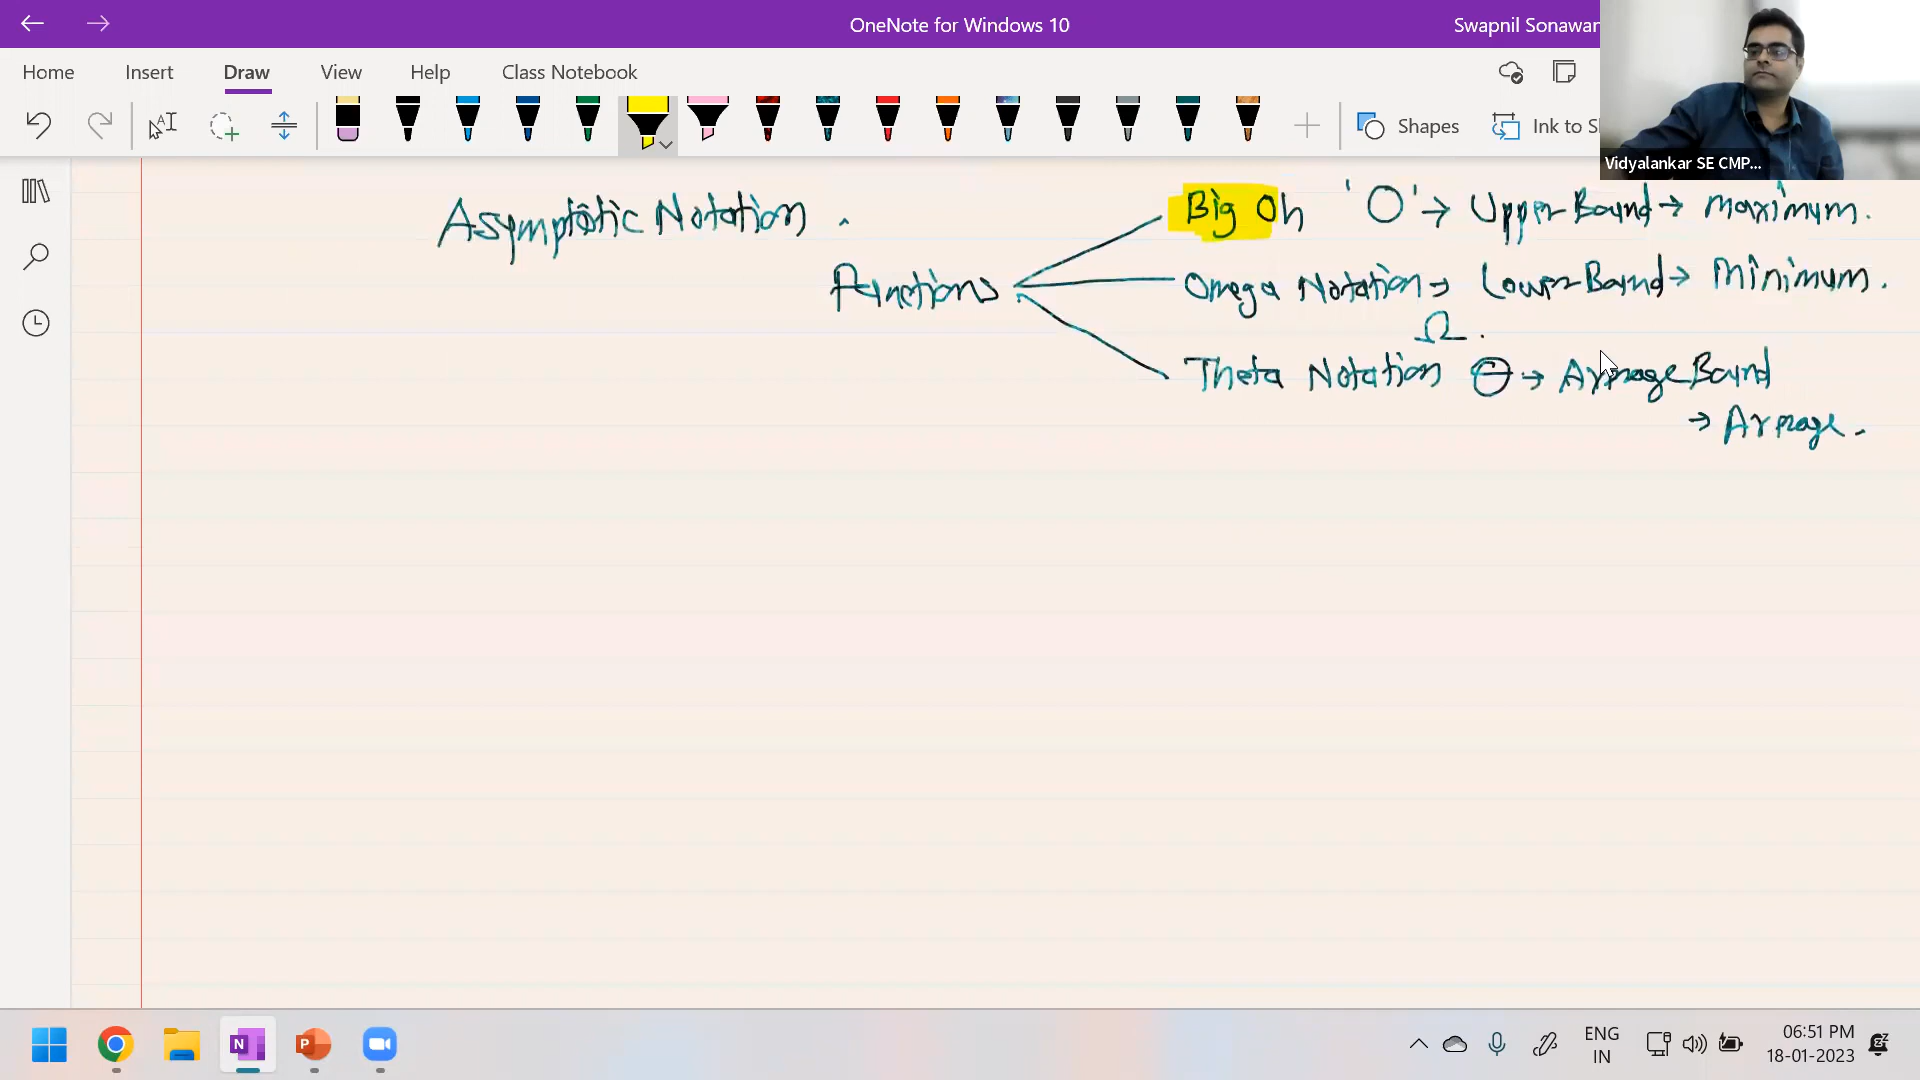 OneNote for Windows 10
Swapnil Sonawan
Home Insert Draw View Help Class Notebook
Shapes Ink to S
Vidyalankar SE CMP...
Asymptotic Notation .
Big Oh 'O' → Upper Bound → maximum.
Functions
Omega Notation → Lower Bound → Minimum.
Ω .
Theta Notation Θ → Average Bound
→ Average .
ENG
IN
06:51 PM
18-01-2023